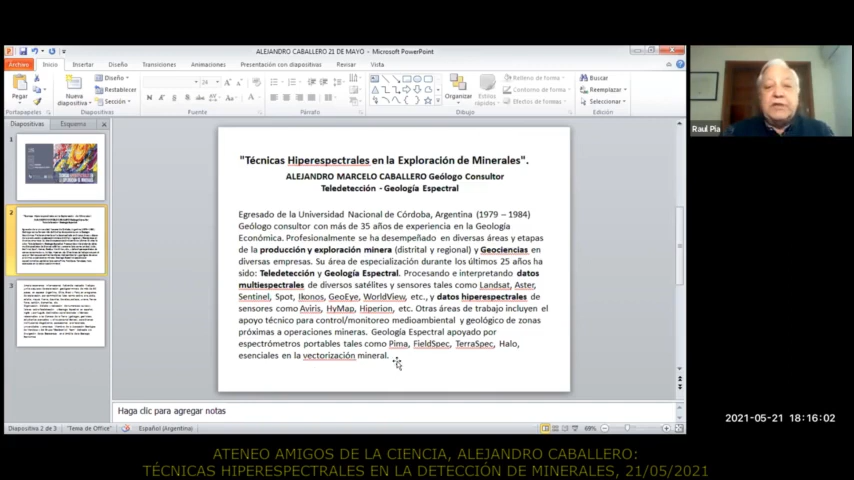 ALEJANDRO CABALLERO 21 DE MAYO - Microsoft PowerPoint
Archivo Inicio Insertar Diseño Transiciones Animaciones Presentación con diapositivas Revisar Vista
Pegar
Nueva diapositiva
Diseño
Restablecer
Sección
Organizar
Estilos rápidos
Relleno de forma
Contorno de forma
Efectos de formas
Buscar
Reemplazar
Seleccionar
Portapapeles Diapositivas Fuente Párrafo Dibujo Edición
Diapositivas Esquema
1
2
3
"Técnicas Hiperespectrales en la Exploración de Minerales".
ALEJANDRO MARCELO CABALLERO Geólogo Consultor
Teledetección - Geología Espectral
Egresado de la Universidad Nacional de Córdoba, Argentina (1979 – 1984)
Geólogo consultor con más de 35 años de experiencia en la Geología
Económica. Profesionalmente se ha desempeñado en diversas áreas y etapas
de la producción y exploración minera (distrital y regional) y Geociencias en
diversas empresas. Su área de especialización durante los últimos 25 años ha
sido: Teledetección y Geología Espectral. Procesando e interpretando datos
multiespectrales de diversos satélites y sensores tales como Landsat, Aster,
Sentinel, Spot, Ikonos, GeoEye, WorldView, etc., y datos hiperespectrales de
sensores como Aviris, HyMap, Hiperion, etc. Otras áreas de trabajo incluyen el
apoyo técnico para control/monitoreo medioambiental y geológico de zonas
próximas a operaciones mineras. Geología Espectral apoyado por
espectrómetros portables tales como Pima, FieldSpec, TerraSpec, Halo,
esenciales en la vectorización mineral.
Haga clic para agregar notas
Diapositiva 2 de 3 "Tema de Office" Español (Argentina) 69%
Raul Pla
2021-05-21 18:16:02
ATENEO AMIGOS DE LA CIENCIA, ALEJANDRO CABALLERO:
TÉCNICAS HIPERESPECTRALES EN LA DETECCIÓN DE MINERALES, 21/05/2021